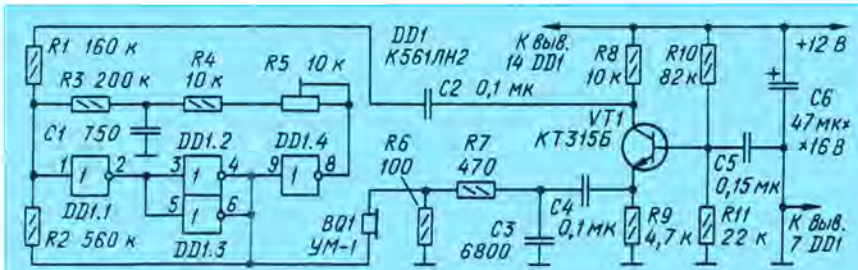 R1 160 к
R3 200 к
R4
10 к
R5 10 к
DD1
К561ЛН2
C2 0,1 мк
К выв.
14 DD1
R8
10 к
R10
82 к
+12 В
+
C6
47 мк×
×16 В
C1 750
DD1.2
DD1.4
VT1
КТ315Б
1 1 2
3 1 4
9 1 8
5 1 6
DD1.1
DD1.3
R2 560 к
R6
100
R7
470
BQ1
УМ-1
C3
6800
C4
0,1 мк
R9
4,7 к
C5
0,15 мк
R11
22 к
К выв.
7 DD1